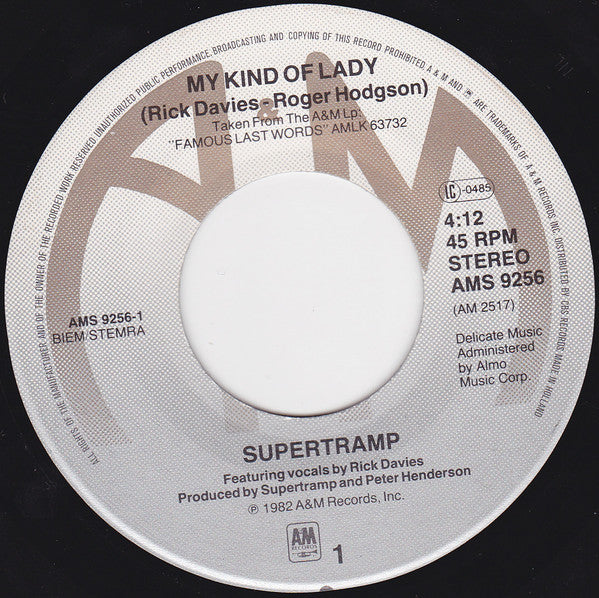 ALL RIGHTS OF THE MANUFACTURER AND OF THE OWNER OF THE RECORDED WORK RESERVED UNAUTHORIZED PUBLIC PERFORMANCE, BROADCASTING AND COPYING OF THIS RECORD PROHIBITED. A & M AND ARE TRADEMARKS OF A & M RECORDS INC. DISTRIBUTED BY CBS RECORDS MADE IN HOLLAND
MY KIND OF LADY
(Rick Davies - Roger Hodgson)
Taken From The A&M Lp:
"FAMOUS LAST WORDS" AMLK 63732
LC -0485
4:12
45 RPM
STEREO
AMS 9256
(AM 2517)
AMS 9256-1
BIEM/STEMRA
Delicate Music
Administered
by Almo
Music Corp.
SUPERTRAMP
Featuring vocals by Rick Davies
Produced by Supertramp and Peter Henderson
℗ 1982 A&M Records, Inc.
A&M
RECORDS
1